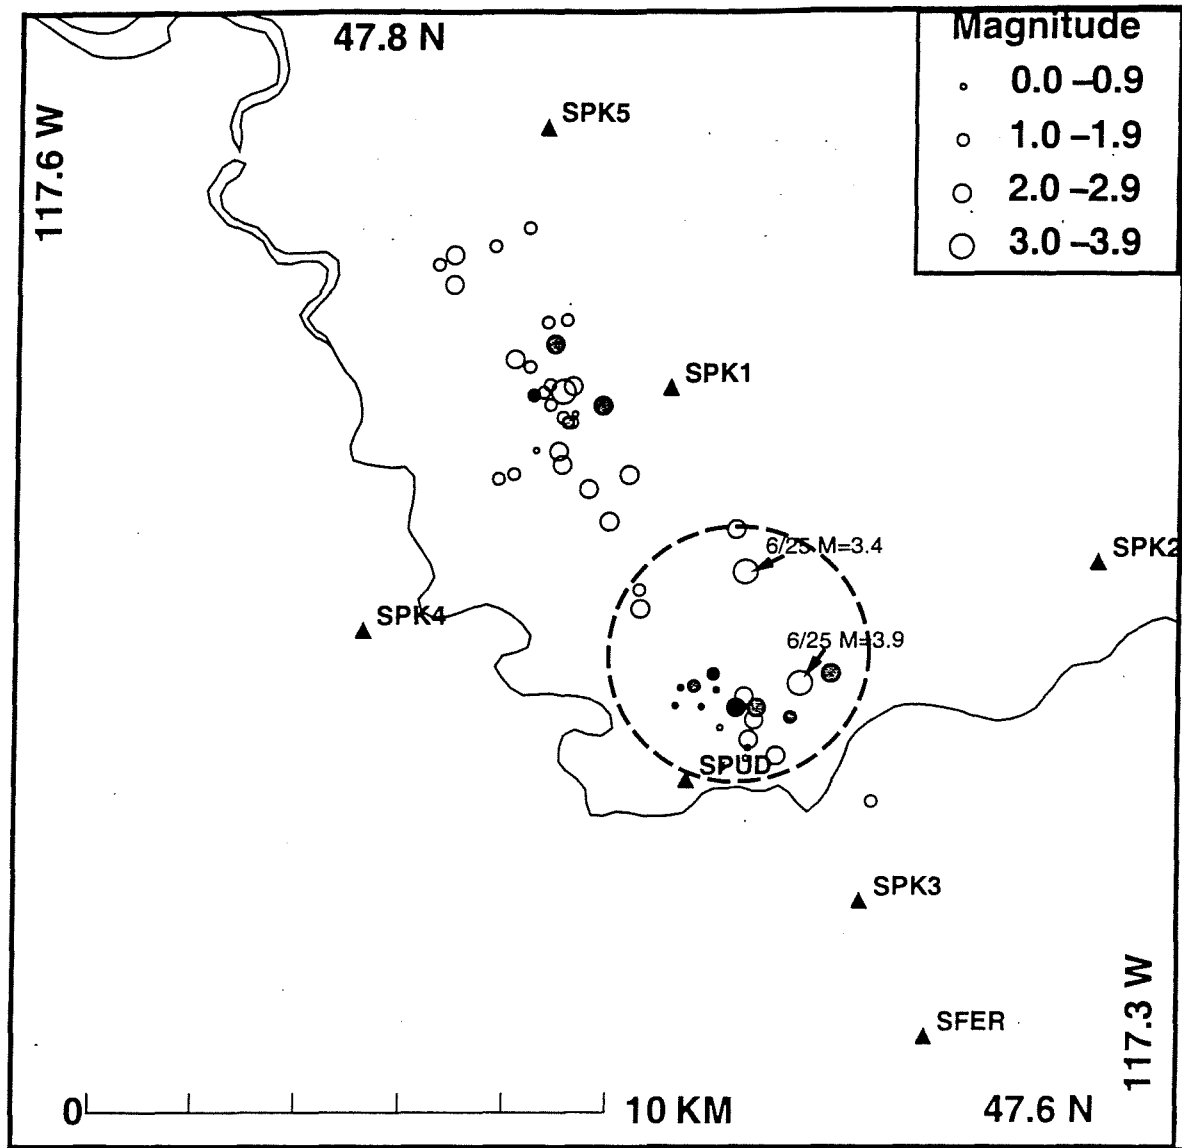 47.8 N
Magnitude
0.0 –0.9
1.0 –1.9
2.0 –2.9
3.0 –3.9
117.6 W
SPK5
SPK1
6/25 M=3.4
SPK2
SPK4
6/25 M=3.9
SPUD
SPK3
SFER
117.3 W
0
10 KM
47.6 N